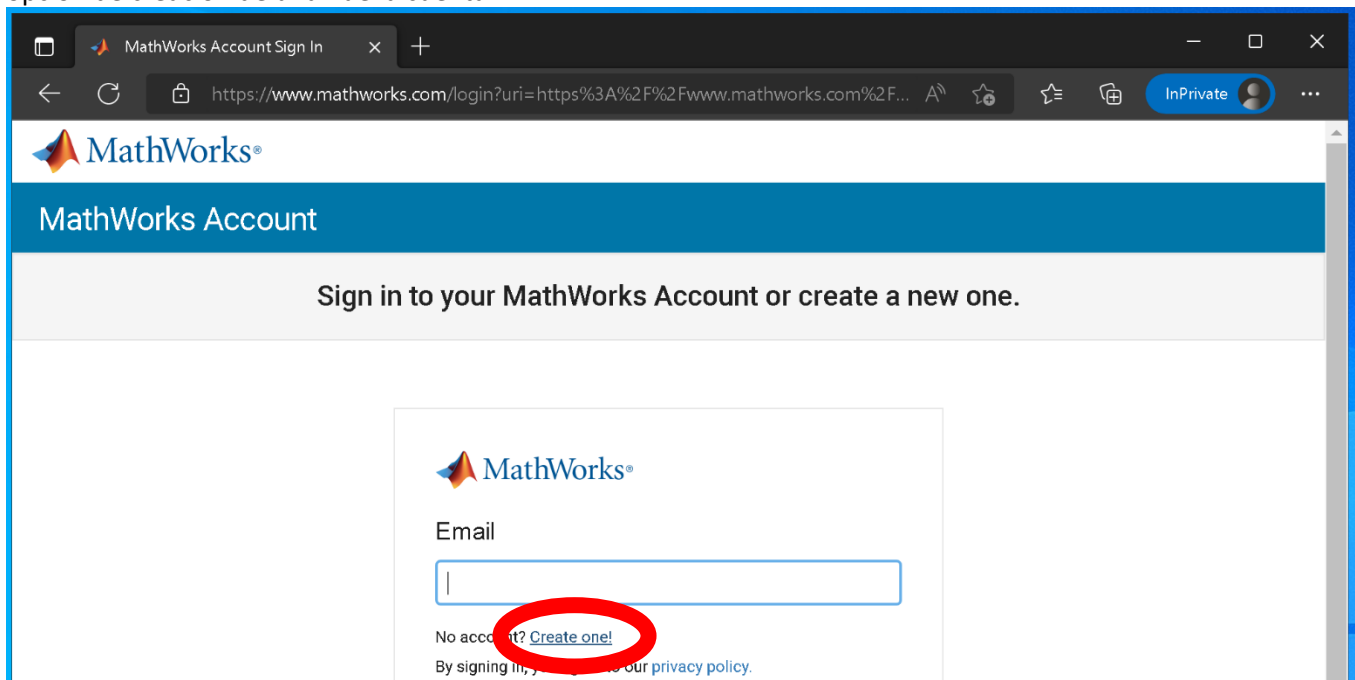 MathWorks Account Sign In
https://www.mathworks.com/login?uri=https%3A%2F%2Fwww.mathworks.com%2F...
InPrivate
MathWorks®
MathWorks Account
Sign in to your MathWorks Account or create a new one.
MathWorks®
Email
No account? Create one!
By signing in, to our privacy policy.